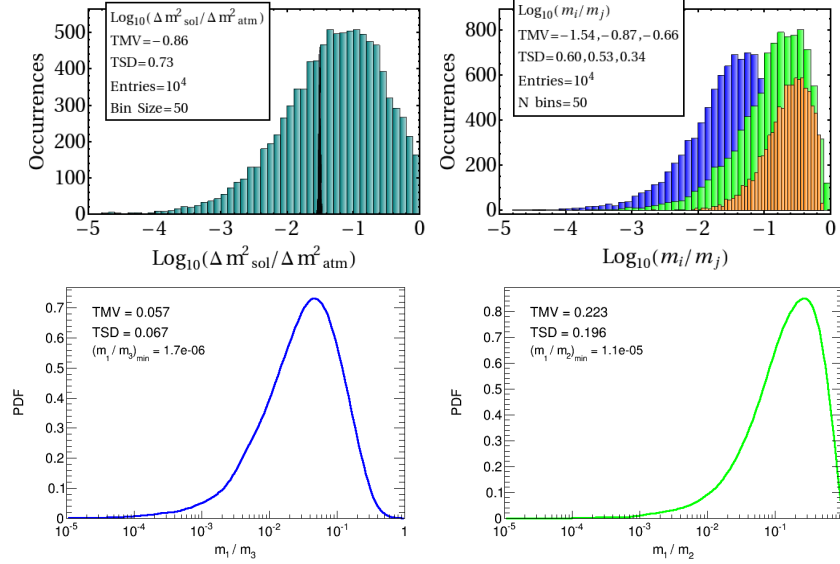 Log10(Δm²sol/Δm²atm)
TMV=−0.86
TSD=0.73
Entries=10⁴
Bin Size=50
Occurrences
500
400
300
200
100
0
−5 −4 −3 −2 −1 0
Log10(Δm²sol/Δm²atm)
Log10(mi/mj)
TMV=−1.54,−0.87,−0.66
TSD=0.60,0.53,0.34
Entries=10⁴
N bins=50
Occurrences
800
600
400
200
0
−5 −4 −3 −2 −1 0
Log10(mi/mj)
TMV = 0.057
TSD = 0.067
(m1/m3)min = 1.7e-06
PDF
0.7
0.6
0.5
0.4
0.3
0.2
0.1
0
10⁻⁵ 10⁻⁴ 10⁻³ 10⁻² 10⁻¹ 1
m1 / m3
TMV = 0.223
TSD = 0.196
(m1/m2)min = 1.1e-05
PDF
0.8
0.7
0.6
0.5
0.4
0.3
0.2
0.1
0
10⁻⁵ 10⁻⁴ 10⁻³ 10⁻² 10⁻¹
m1 / m2